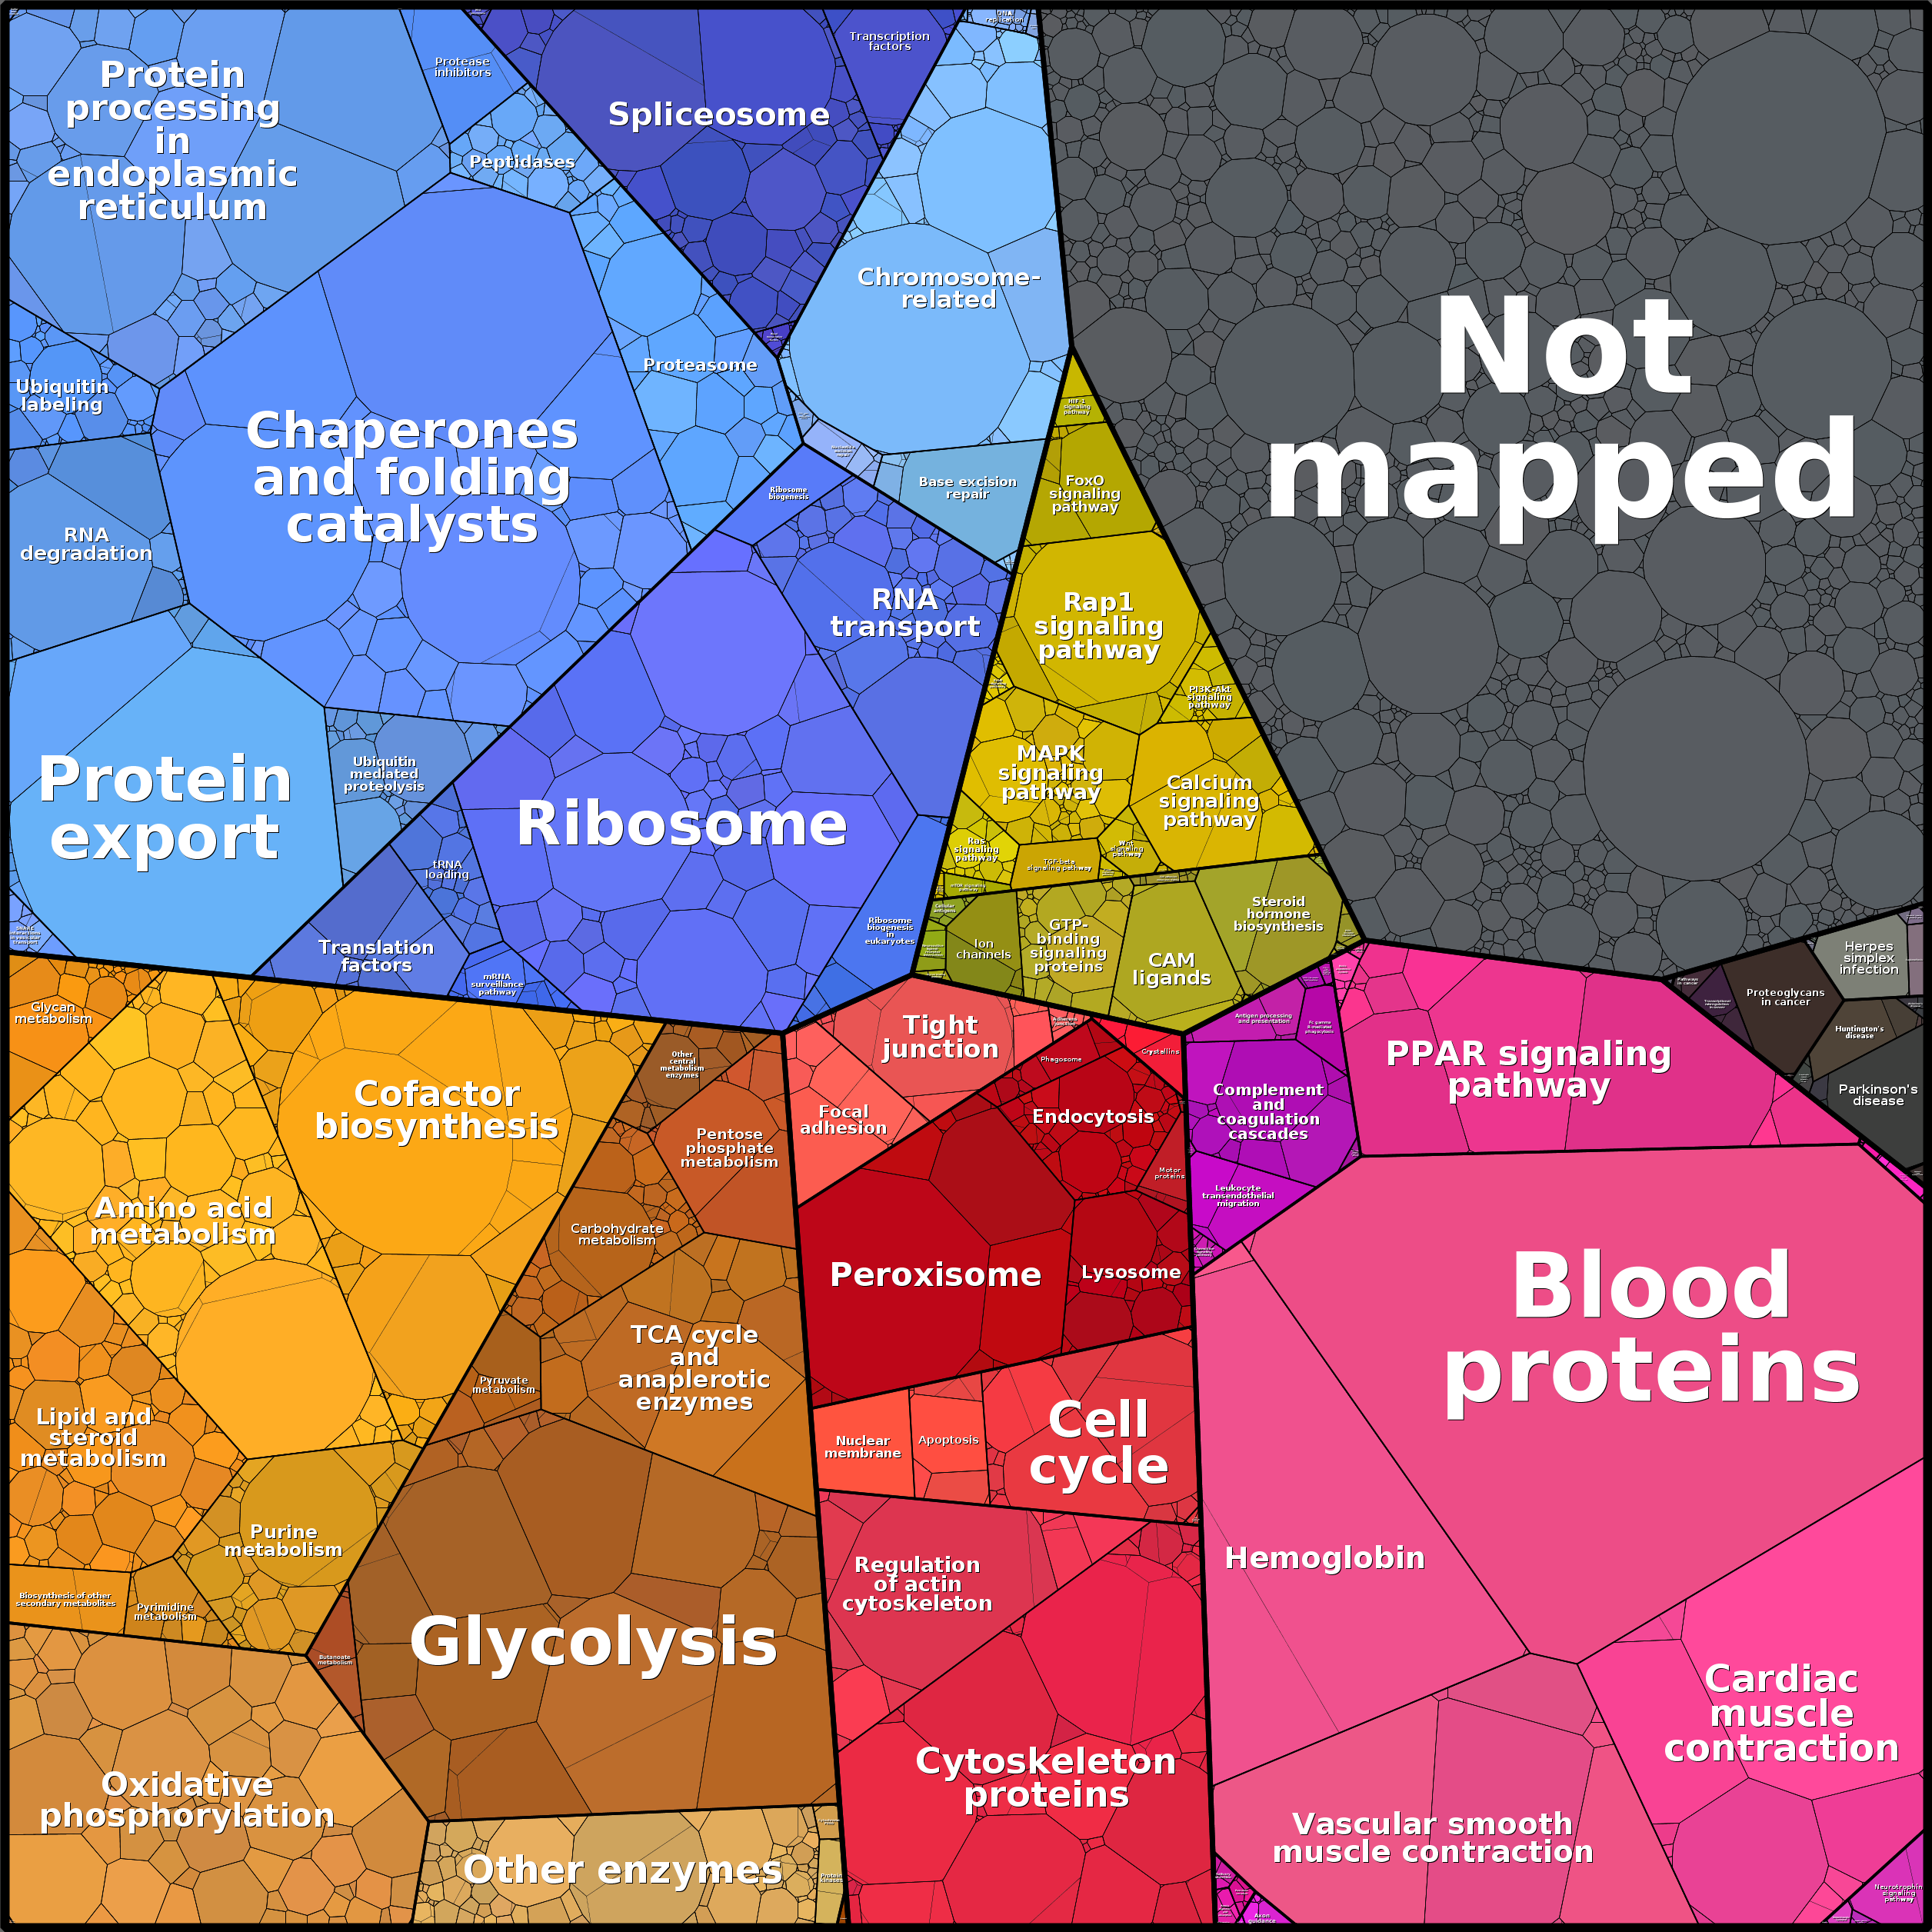 Protein
processing
in
endoplasmic
reticulum
Protease
inhibitors
Peptidases
Spliceosome
Transcription
factors
Chromosome-
related
Not
mapped
Ubiquitin
labeling
Chaperones
and folding
catalysts
Proteasome
RNA
degradation
Ribosome
biogenesis
Base excision
repair
HIF-1
signaling
pathway
FoxO
signaling
pathway
RNA
transport
Rap1
signaling
pathway
PI3K-Akt
signaling
pathway
Protein
export
Ubiquitin
mediated
proteolysis
MAPK
signaling
pathway
Calcium
signaling
pathway
Ribosome
tRNA
loading
Ras
signaling
pathway
TGF-beta
signaling pathway
Wnt
signaling
pathway
Translation
factors
mRNA
surveillance
pathway
Ribosome
biogenesis
in
eukaryotes
Ion
channels
GTP-
binding
signaling
proteins
CAM
ligands
Steroid
hormone
biosynthesis
Herpes
simplex
infection
Proteoglycans
in cancer
Huntington's
disease
Parkinson's
disease
Glycan
metabolism
Cofactor
biosynthesis
Other
central
metabolism
enzymes
Tight
junction
Phagosome
Crystallins
Antigen processing
and presentation
PPAR signaling
pathway
Focal
adhesion
Endocytosis
Complement
and
coagulation
cascades
Pentose
phosphate
metabolism
Motor
proteins
Leukocyte
transendothelial
migration
Amino acid
metabolism
Carbohydrate
metabolism
Peroxisome
Lysosome
Blood
proteins
TCA cycle
and
anaplerotic
enzymes
Pyruvate
metabolism
Lipid and
steroid
metabolism
Nuclear
membrane
Apoptosis
Cell
cycle
Purine
metabolism
Hemoglobin
Biosynthesis of other
secondary metabolites
Pyrimidine
metabolism
Regulation
of actin
cytoskeleton
Butanoate
metabolism
Glycolysis
Cardiac
muscle
contraction
Oxidative
phosphorylation
Cytoskeleton
proteins
Vascular smooth
muscle contraction
Other enzymes
Neurotrophin
signaling
pathway
Axon
guidance